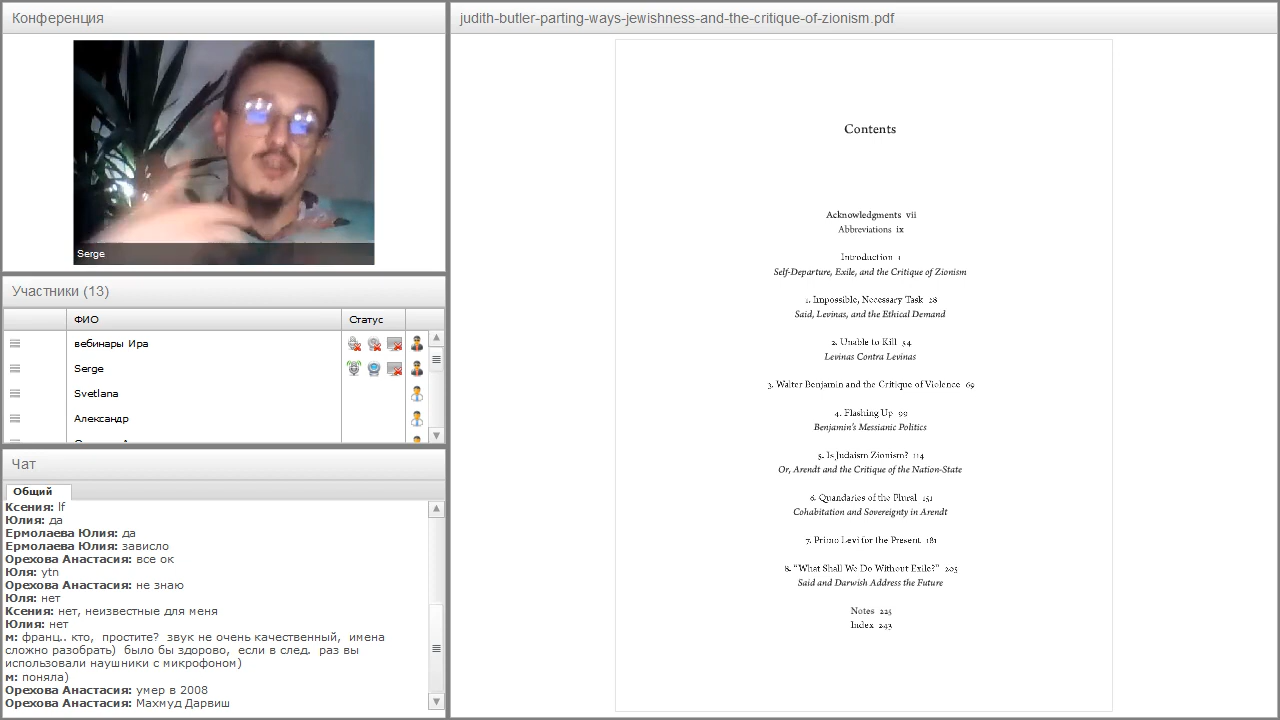 Конференция
Serge
Участники (13)
ФИО Статус
вебинары Ира
Serge
Svetlana
Александр
Чат
Общий
Ксения: lf
Юлия: да
Ермолаева Юлия: да
Ермолаева Юлия: зависло
Орехова Анастасия: все ок
Юля: ytn
Орехова Анастасия: не знаю
Юля: нет
Ксения: нет, неизвестные для меня
Юлия: нет
м: франц.. кто, простите? звук не очень качественный, имена
сложно разобрать) было бы здорово, если в след. раз вы
использовали наушники с микрофоном)
м: поняла)
Орехова Анастасия: умер в 2008
Орехова Анастасия: Махмуд Дарвиш
judith-butler-parting-ways-jewishness-and-the-critique-of-zionism.pdf
Contents
Acknowledgments vii
Abbreviations ix
Introduction 1
Self-Departure, Exile, and the Critique of Zionism
1. Impossible, Necessary Task 28
Said, Levinas, and the Ethical Demand
2. Unable to Kill 54
Levinas Contra Levinas
3. Walter Benjamin and the Critique of Violence 69
4. Flashing Up 99
Benjamin's Messianic Politics
5. Is Judaism Zionism? 114
Or, Arendt and the Critique of the Nation-State
6. Quandaries of the Plural 151
Cohabitation and Sovereignty in Arendt
7. Primo Levi for the Present 181
8. “What Shall We Do Without Exile?” 205
Said and Darwish Address the Future
Notes 225
Index 243